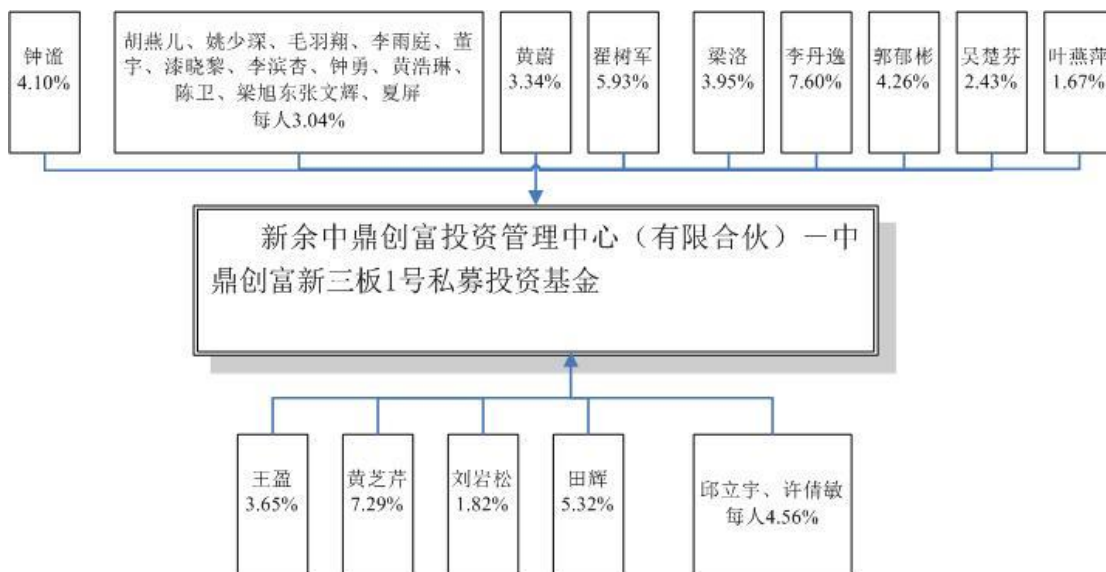 钟谧
4.10%
胡燕儿、姚少琛、毛羽翔、李雨庭、董
宇、漆晓黎、李滨杏、钟勇、黄浩琳、
陈卫、梁旭东张文辉、夏屏
每人3.04%
黄蔚
3.34%
翟树军
5.93%
梁洛
3.95%
李丹逸
7.60%
郭郁彬
4.26%
吴楚芬
2.43%
叶燕萍
1.67%
新余中鼎创富投资管理中心（有限合伙）－中
鼎创富新三板1号私募投资基金
王盈
3.65%
黄芝芹
7.29%
刘岩松
1.82%
田辉
5.32%
邱立宇、许倩敏
每人4.56%